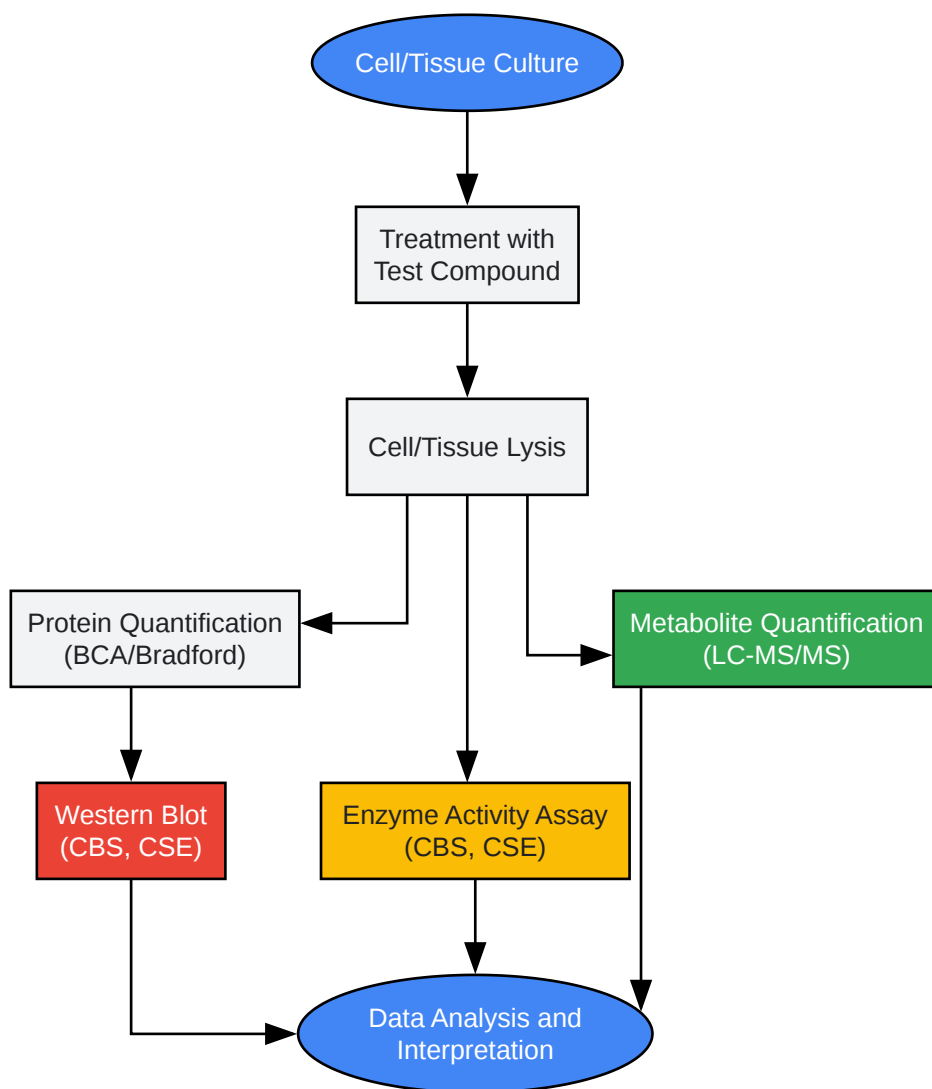 Cell/Tissue Culture
Treatment with
Test Compound
Cell/Tissue Lysis
Protein Quantification
(BCA/Bradford)
Metabolite Quantification
(LC-MS/MS)
Western Blot
(CBS, CSE)
Enzyme Activity Assay
(CBS, CSE)
Data Analysis and
Interpretation